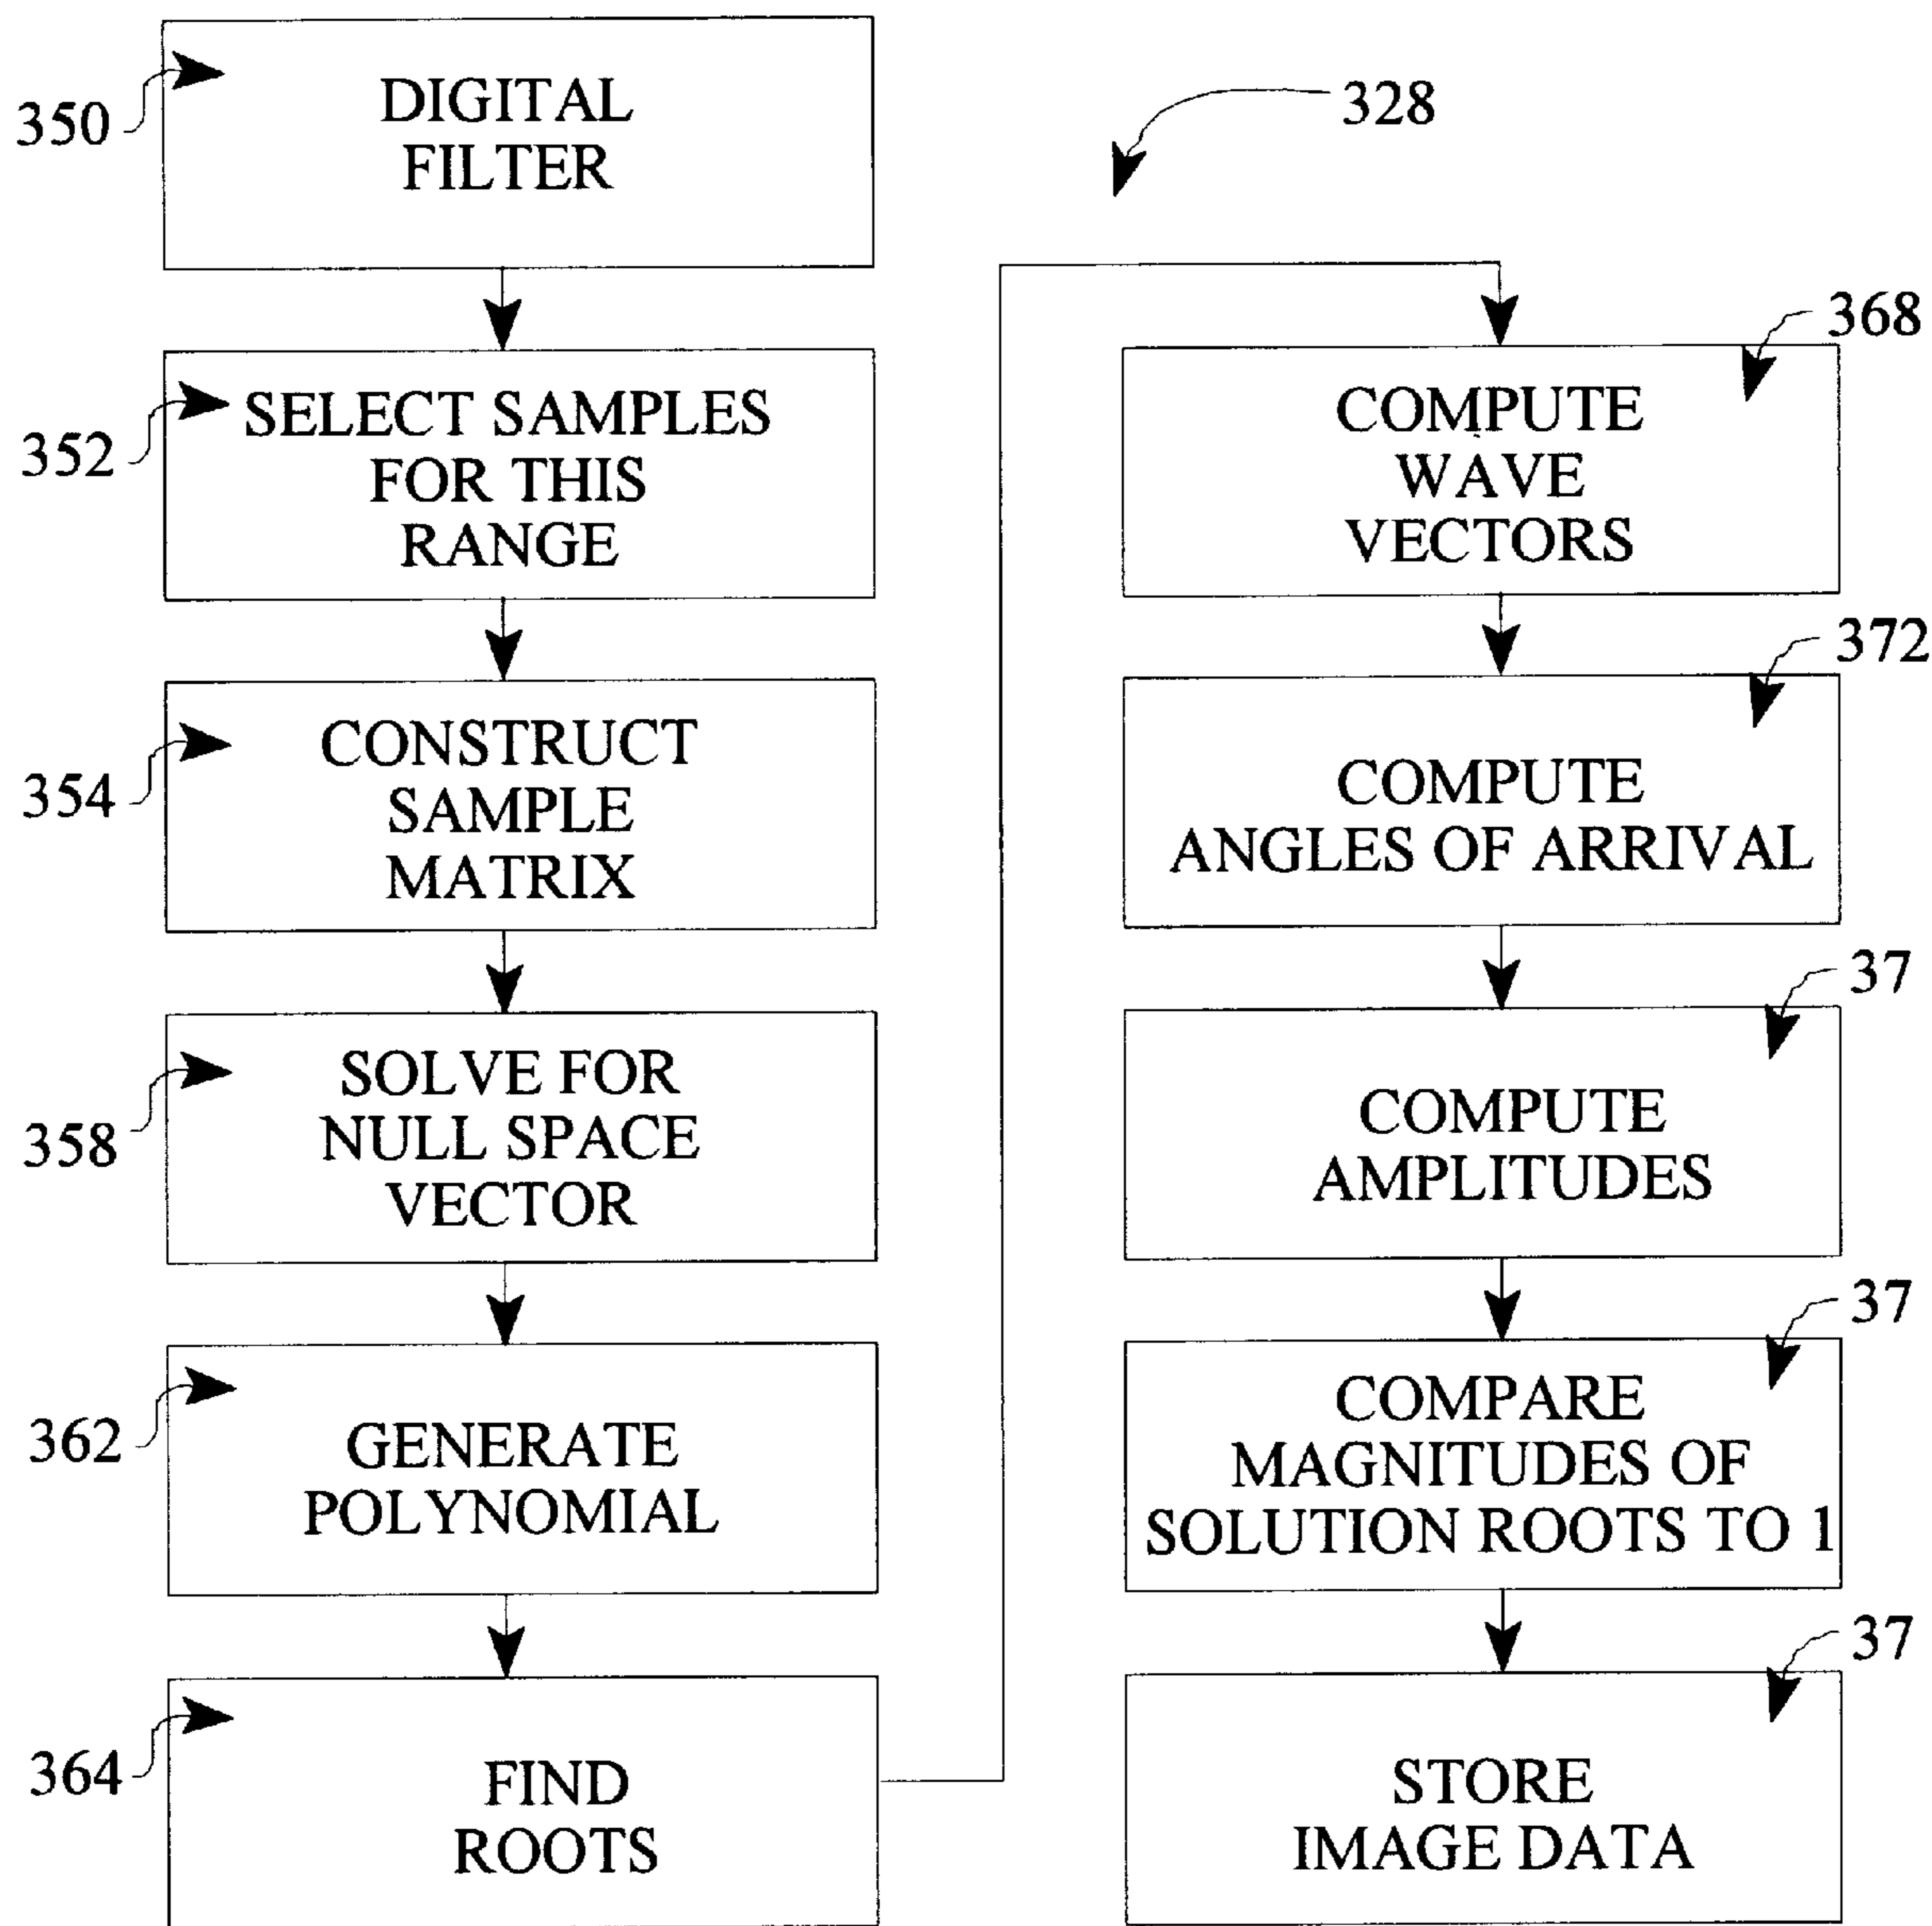 350
DIGITAL
FILTER
352
SELECT SAMPLES
FOR THIS
RANGE
354
CONSTRUCT
SAMPLE
MATRIX
358
SOLVE FOR
NULL SPACE
VECTOR
362
GENERATE
POLYNOMIAL
364
FIND
ROOTS
328
368
COMPUTE
WAVE
VECTORS
372
COMPUTE
ANGLES OF ARRIVAL
37
COMPUTE
AMPLITUDES
37
COMPARE
MAGNITUDES OF
SOLUTION ROOTS TO 1
37
STORE
IMAGE DATA